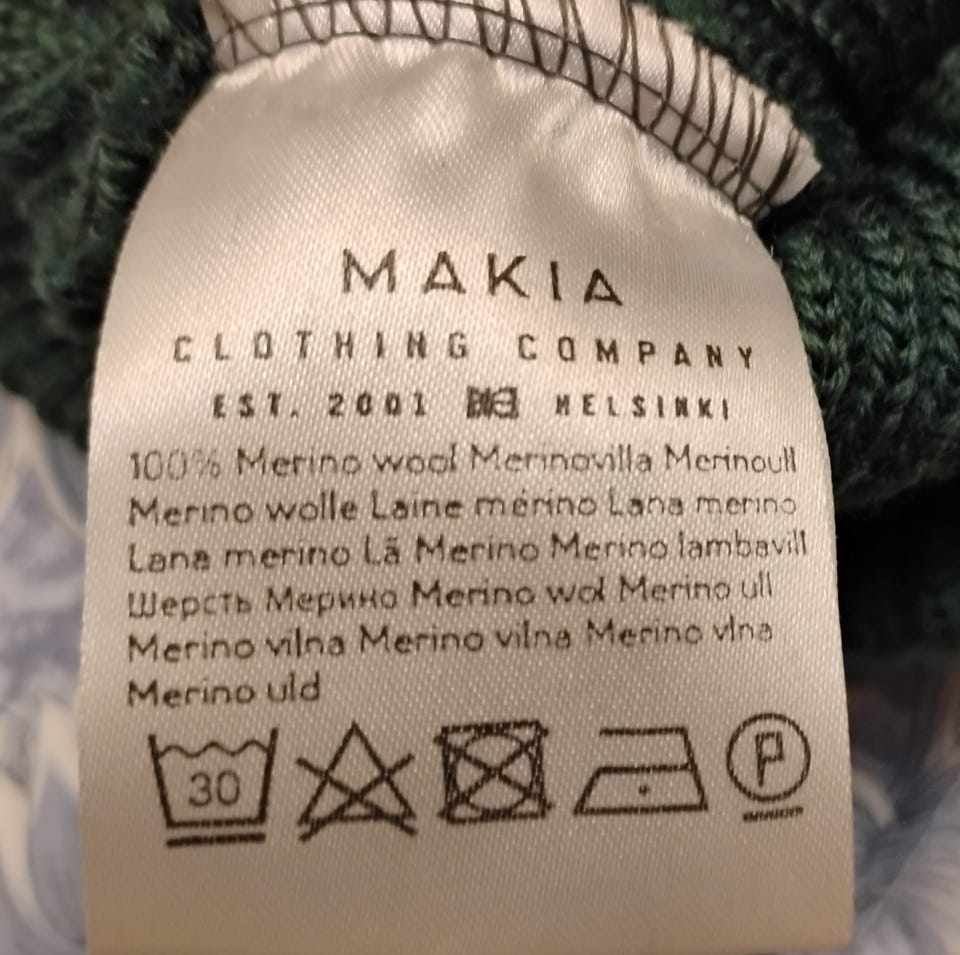 MAKIA
CLOTHING COMPANY
EST. 2001 HELSINKI
100% Merino wool Merinovilla Merinoull
Merino wolle Laine mérino Lana merino
Lana merino Lã Merino Merino lambavill
Шерсть Мерино Merino wol Merino ull
Merino vilna Merino vilna Merino vlna
Merino uld
30
P